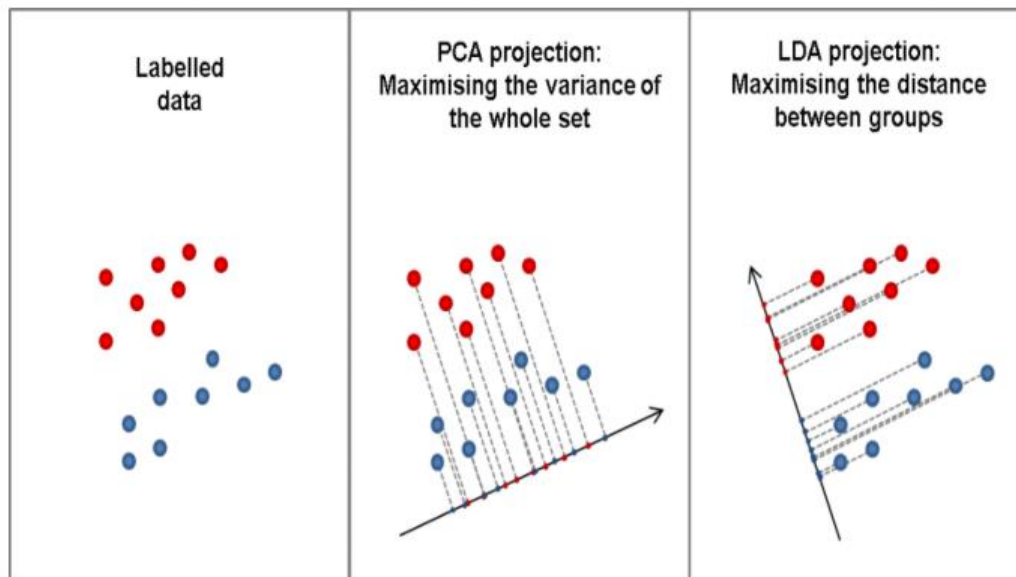 Labelled
data
PCA projection:
Maximising the variance of
the whole set
LDA projection:
Maximising the distance
between groups